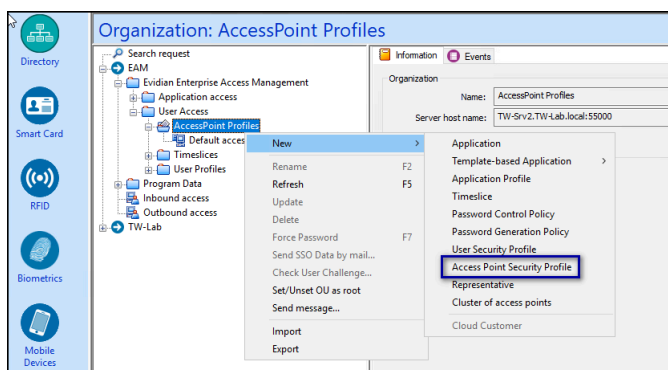 Organization: AccessPoint Profiles
Directory
Smart Card
RFID
Biometrics
Mobile
Devices
Search request
EAM
Evidian Enterprise Access Management
Application access
User Access
AccessPoint Profiles
Default acces
Timeslices
User Profiles
Program Data
Inbound access
Outbound access
TW-Lab
Information
Events
Organization
Name: AccessPoint Profiles
Server host name: TW-Srv2.TW-Lab.local:55000
New >
Rename F2
Refresh F5
Update
Delete
Force Password F7
Send SSO Data by mail...
Check User Challenge...
Set/Unset OU as root
Send message...
Import
Export
Application
Template-based Application >
Application Profile
Timeslice
Password Control Policy
Password Generation Policy
User Security Profile
Access Point Security Profile
Representative
Cluster of access points
Cloud Customer